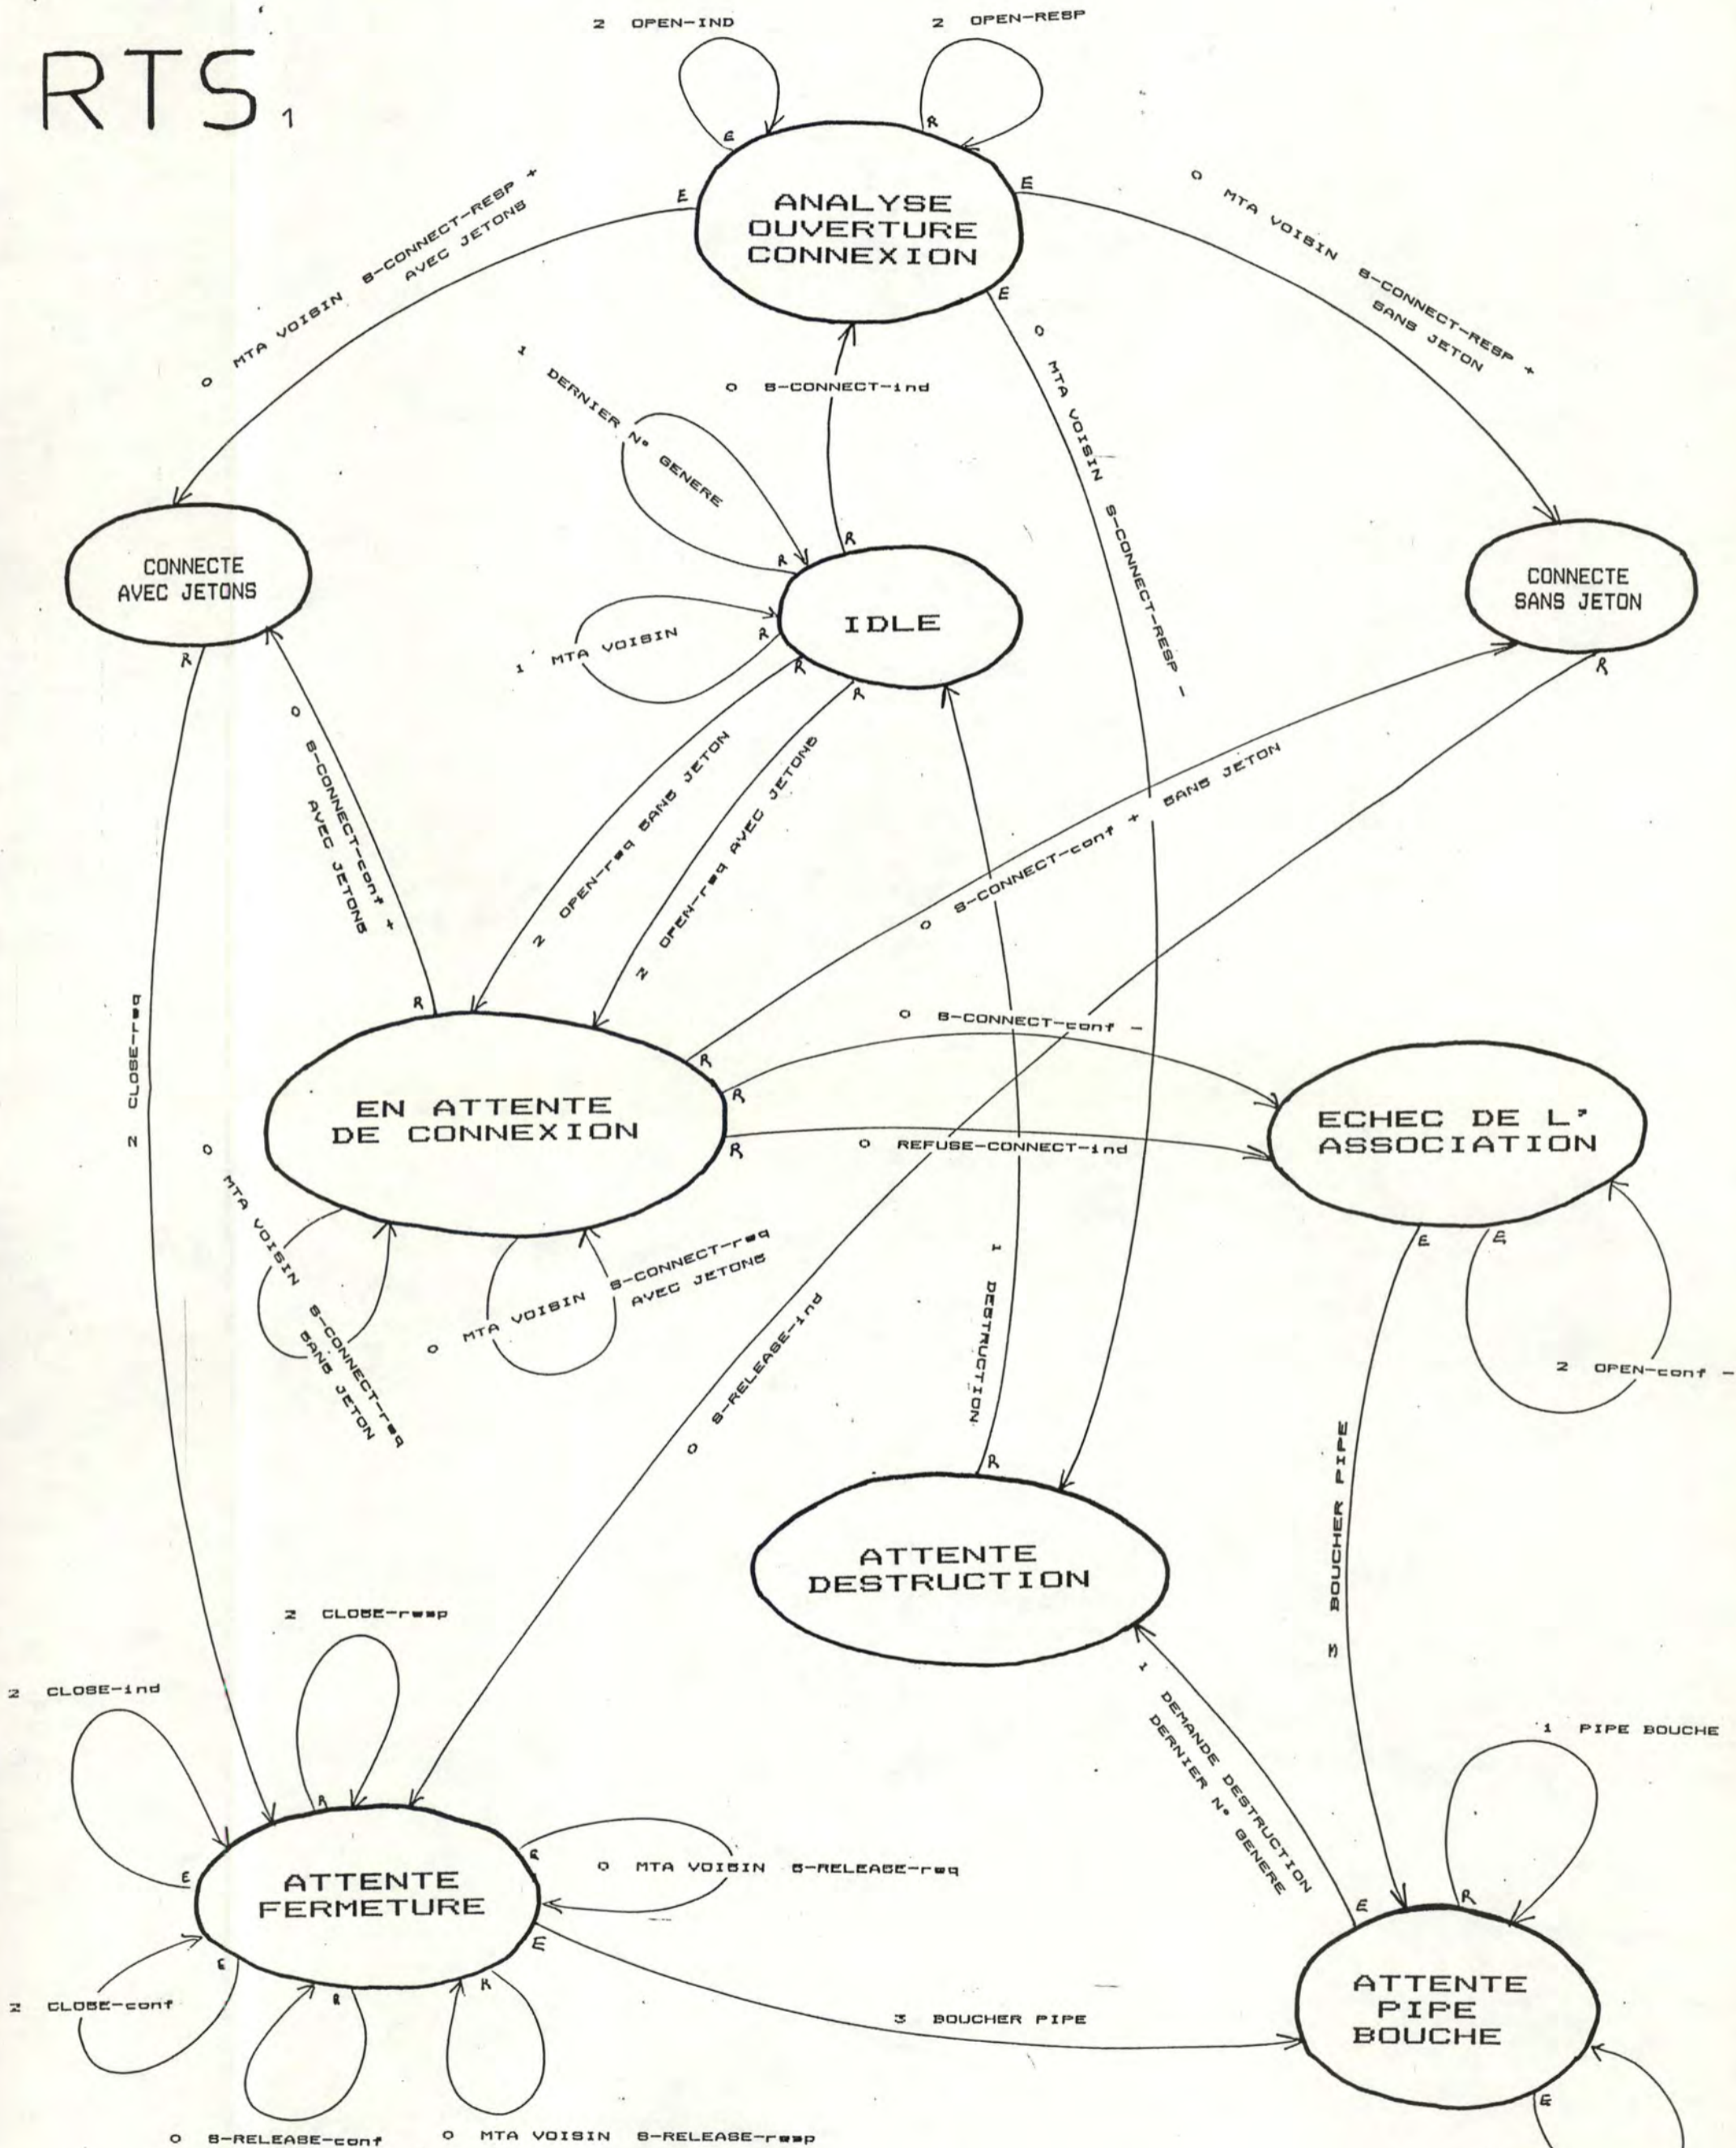 2 OPEN-IND
2 OPEN-RESP
RTS 1
E
R
E
E
E
ANALYSE
OUVERTURE
CONNEXION
0 MTA VOISIN S-CONNECT-RESP +
AVEC JETONS
0 MTA VOISIN S-CONNECT-RESP +
SANS JETON
0 MTA VOISIN S-CONNECT-RESP -
0 S-CONNECT-ind
1 DERNIER N° GENERE
R
R
CONNECTE
AVEC JETONS
IDLE
CONNECTE
SANS JETON
1 MTA VOISIN
R
R
R
R
R
0 S-CONNECT-conf +
AVEC JETONS
2 OPEN-req SANS JETON
2 OPEN-req AVEC JETONS
0 S-CONNECT-conf + SANS JETON
2 CLOSE-req
R
R
R
R
0 S-CONNECT-conf -
EN ATTENTE
DE CONNEXION
0 REFUSE-CONNECT-ind
ECHEC DE L'
ASSOCIATION
E
E
0 MTA VOISIN S-CONNECT-req
SANS JETON
0 MTA VOISIN S-CONNECT-req
AVEC JETONS
0 S-RELEASE-ind
1 DESTRUCTION
2 OPEN-conf -
3 BOUCHER PIPE
R
ATTENTE
DESTRUCTION
2 CLOSE-resp
2 CLOSE-ind
1 DEMANDE DESTRUCTION
DERNIER N° GENERE
1 PIPE BOUCHE
R
E
E
ATTENTE
FERMETURE
0 MTA VOISIN S-RELEASE-req
E
E
R
E
R
R
2 CLOSE-conf
3 BOUCHER PIPE
ATTENTE
PIPE
BOUCHE
E
0 S-RELEASE-conf
0 MTA VOISIN S-RELEASE-resp